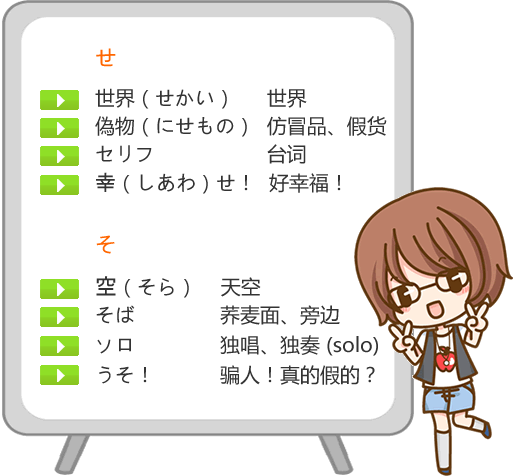 せ
世界(せかい) 世界
偽物(にせもの) 仿冒品、假货
セリフ 台词
幸(しあわ)せ! 好幸福!
そ
空(そら) 天空
そば 荞麦面、旁边
ソロ 独唱、独奏 (solo)
うそ! 骗人!真的假的?